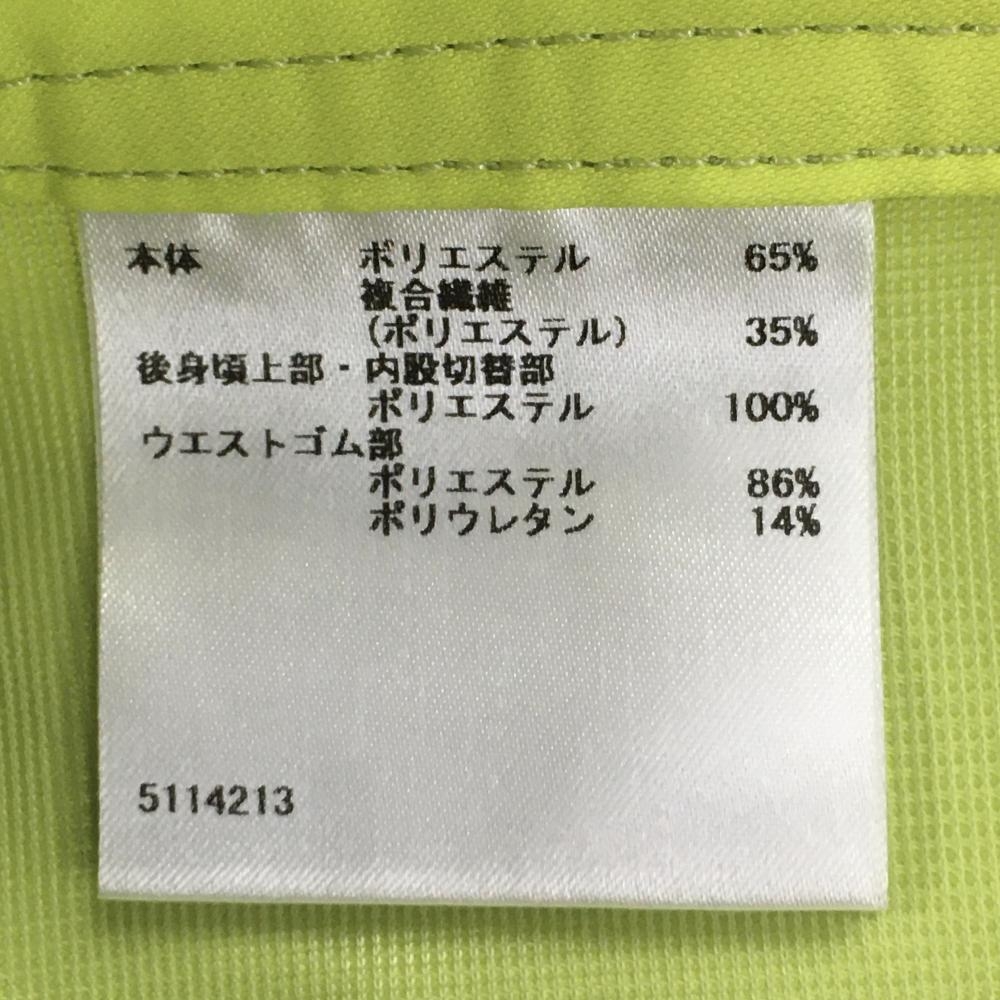 本体 ポリエステル 65%
複合繊維
(ポリエステル) 35%
後身頃上部・内股切替部
ポリエステル 100%
ウエストゴム部
ポリエステル 86%
ポリウレタン 14%
5114213